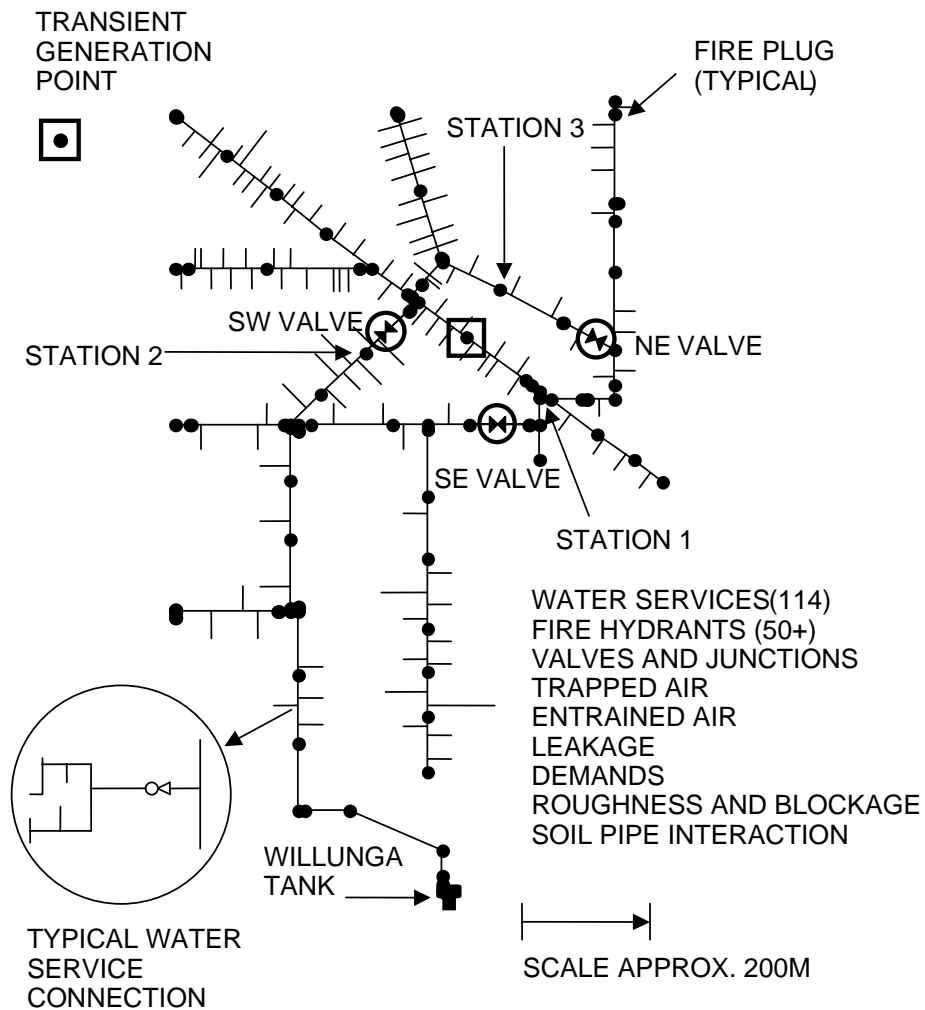 TRANSIENT
GENERATION
POINT
FIRE PLUG
(TYPICAL)
STATION 3
SW VALVE
NE VALVE
STATION 2
SE VALVE
STATION 1
WATER SERVICES(114)
FIRE HYDRANTS (50+)
VALVES AND JUNCTIONS
TRAPPED AIR
ENTRAINED AIR
LEAKAGE
DEMANDS
ROUGHNESS AND BLOCKAGE
SOIL PIPE INTERACTION
WILLUNGA
TANK
TYPICAL WATER
SERVICE
CONNECTION
SCALE APPROX. 200M